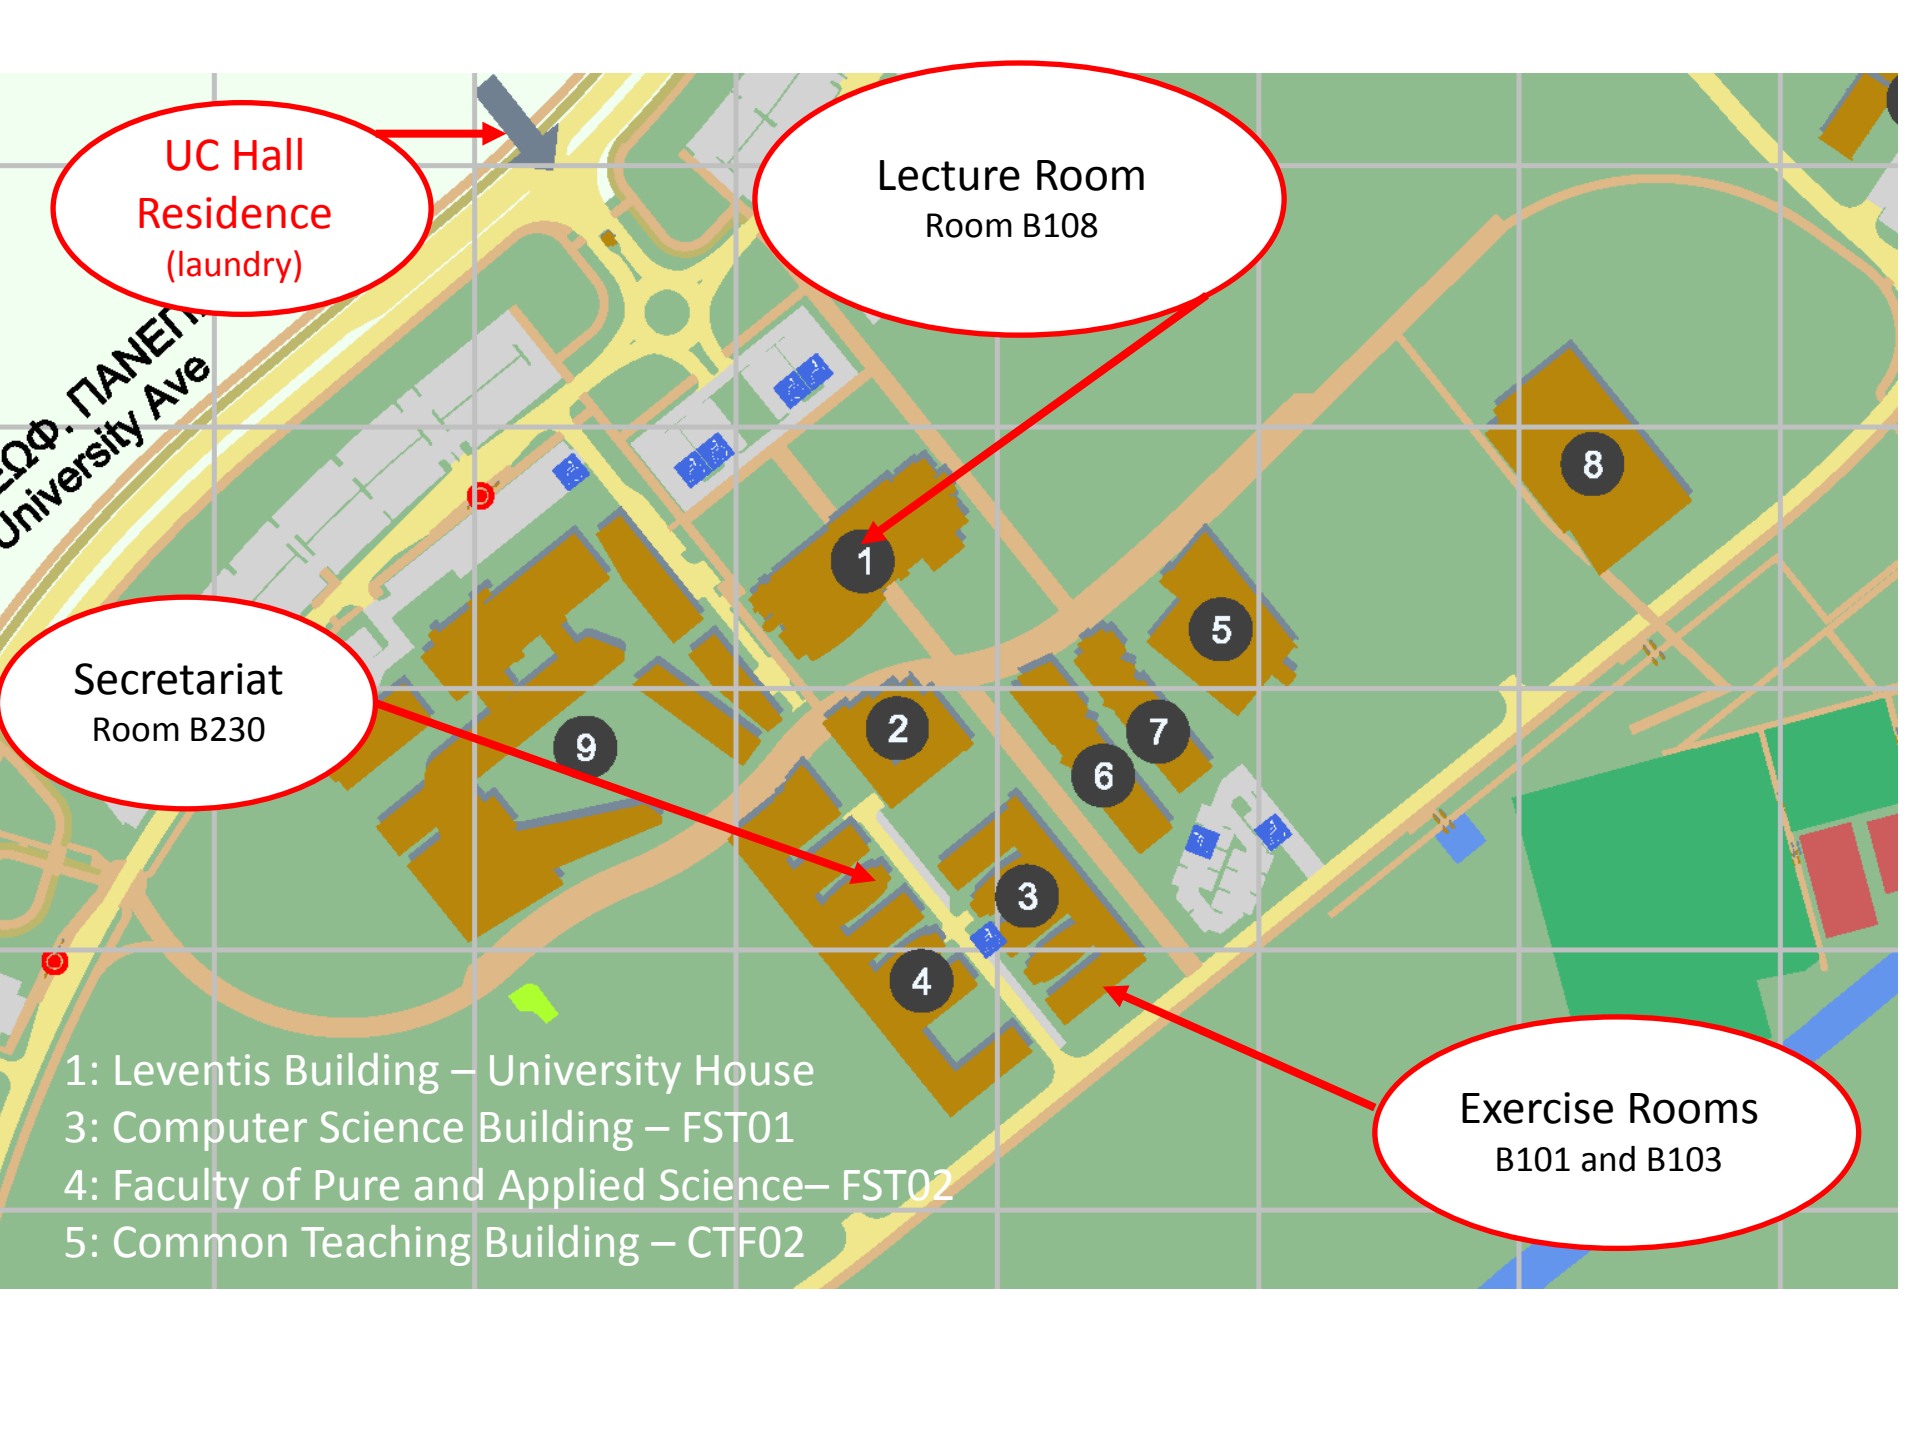 UC Hall
Residence
(laundry)
Lecture Room
Room B108
University Ave
8
1
5
Secretariat
Room B230
2
7
9
6
3
4
1: Leventis Building – University House
3: Computer Science Building – FST01
4: Faculty of Pure and Applied Science– FST02
5: Common Teaching Building – CTF02
Exercise Rooms
B101 and B103